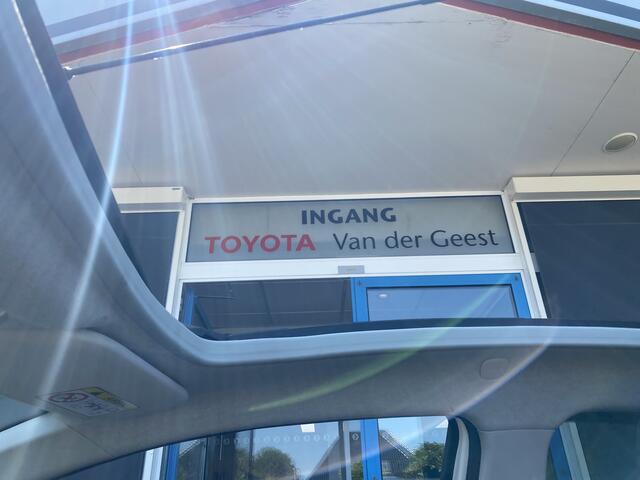 INGANG
TOYOTA Van der Geest